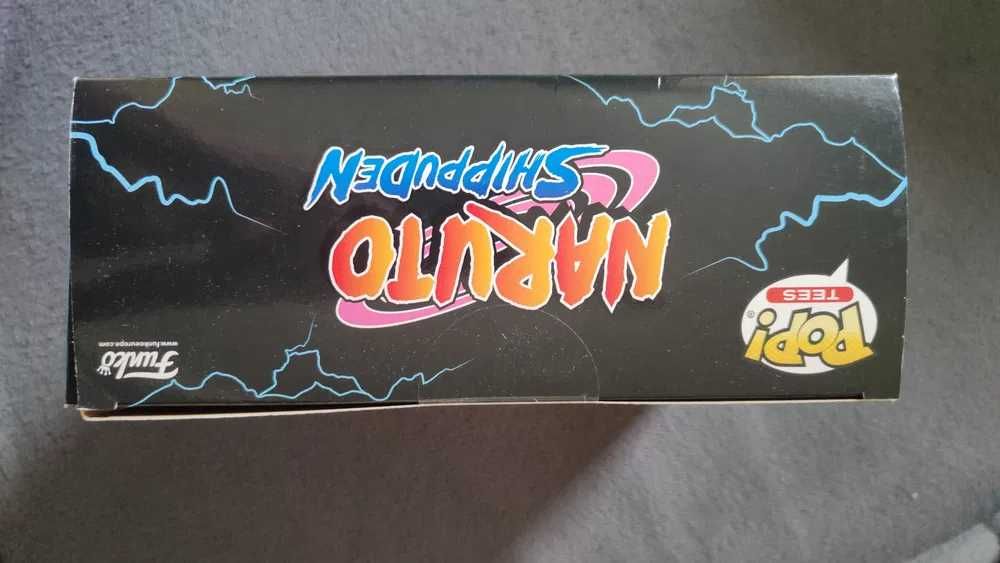 POP!
®
TEES
NARUTO
SHIPPUDEN
Funko
www.funkoeurope.com